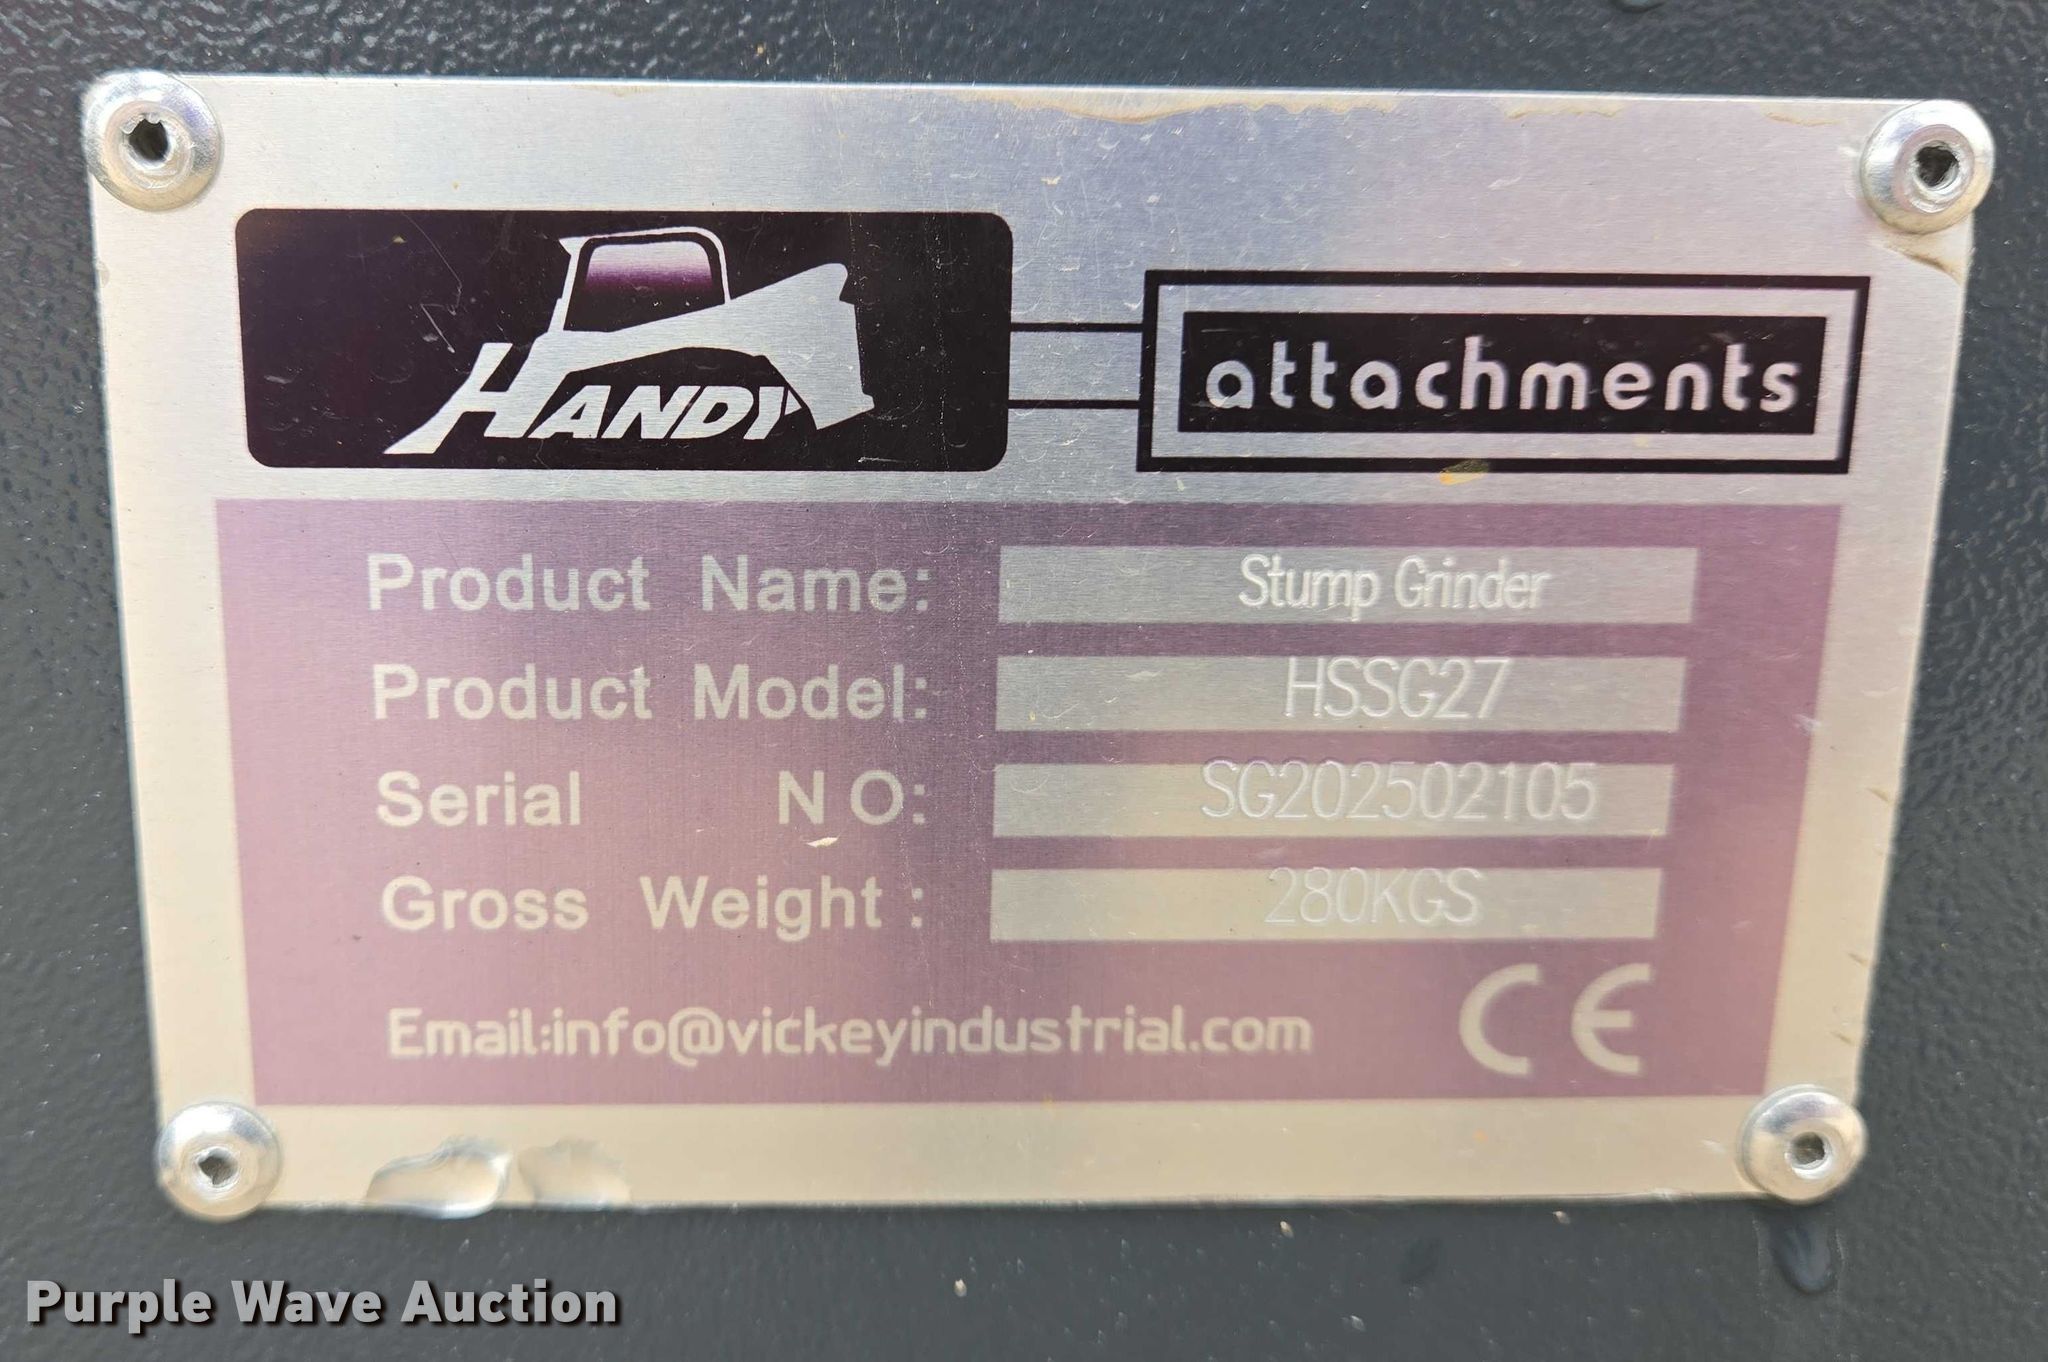 HANDY attachments
Product Name: Stump Grinder
Product Model: HSSG27
Serial NO: SG202502105
Gross Weight: 280KGS
Email:info@vickeyindustrial.com CE
Purple Wave Auction